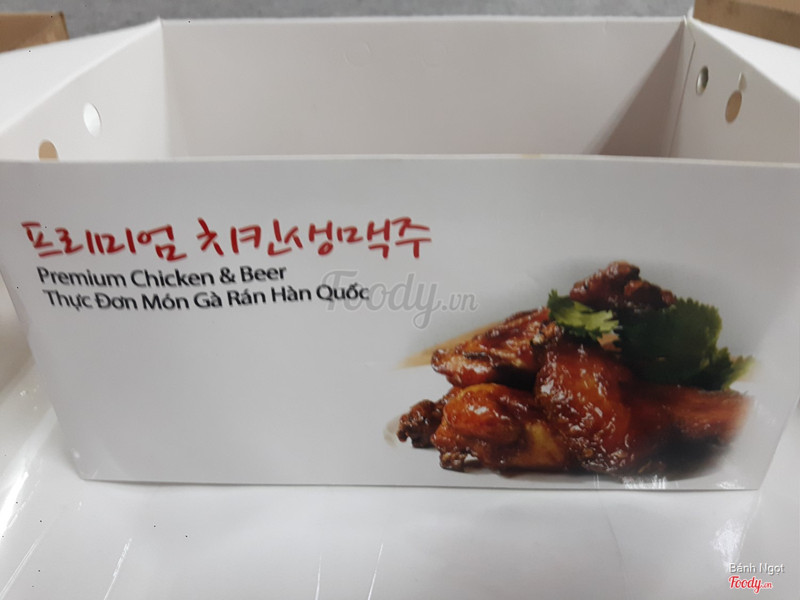 프리미엄 치킨생맥주
Premium Chicken & Beer
Thực Đơn Món Gà Rán Hàn Quốc
Foody.vn
Bánh Ngọt
Foody.vn